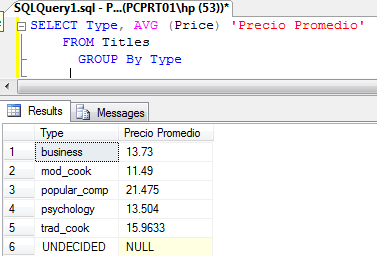 SQLQuery1.sql - P...(PCPRT01\hp (53))*
SELECT Type, AVG (Price) 'Precio Promedio'
FROM Titles
GROUP By Type
Results Messages
Type Precio Promedio
1 business 13.73
2 mod_cook 11.49
3 popular_comp 21.475
4 psychology 13.504
5 trad_cook 15.9633
6 UNDECIDED NULL